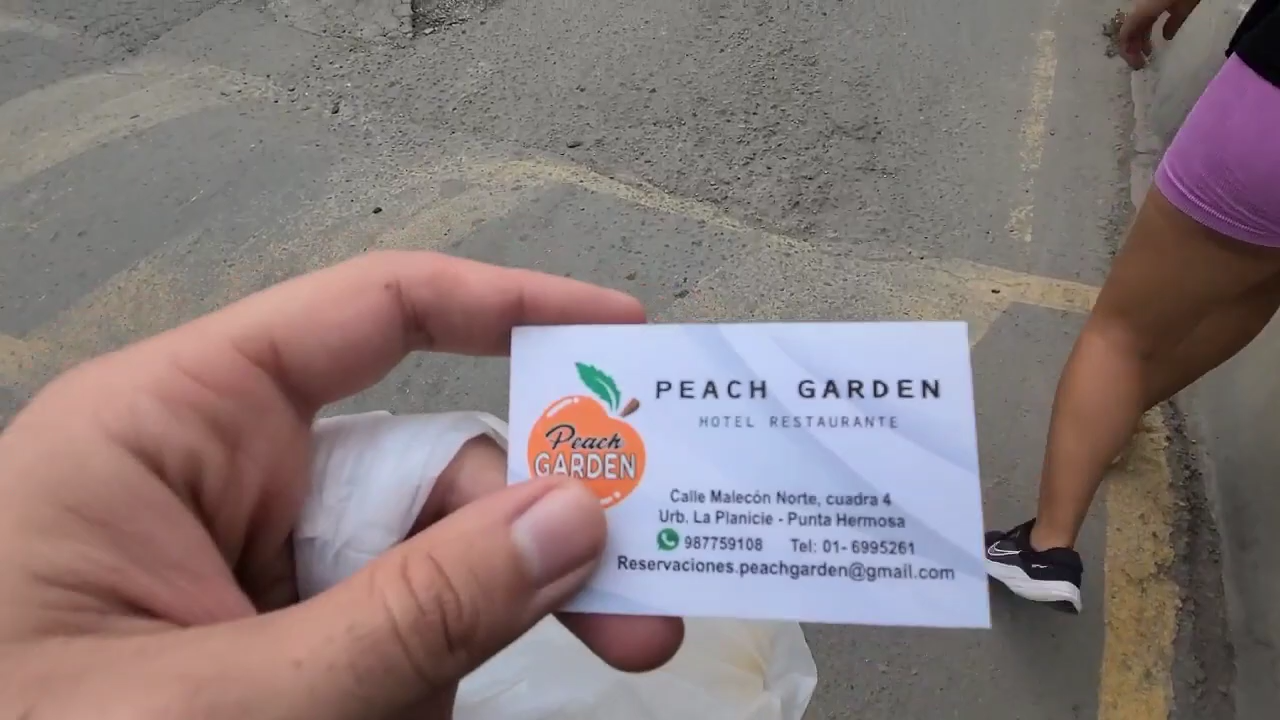 PEACH GARDEN
HOTEL RESTAURANTE
Peach
GARDEN
Calle Malecón Norte, cuadra 4
Urb. La Planicie - Punta Hermosa
987759108 Tel: 01- 6995261
Reservaciones.peachgarden@gmail.com